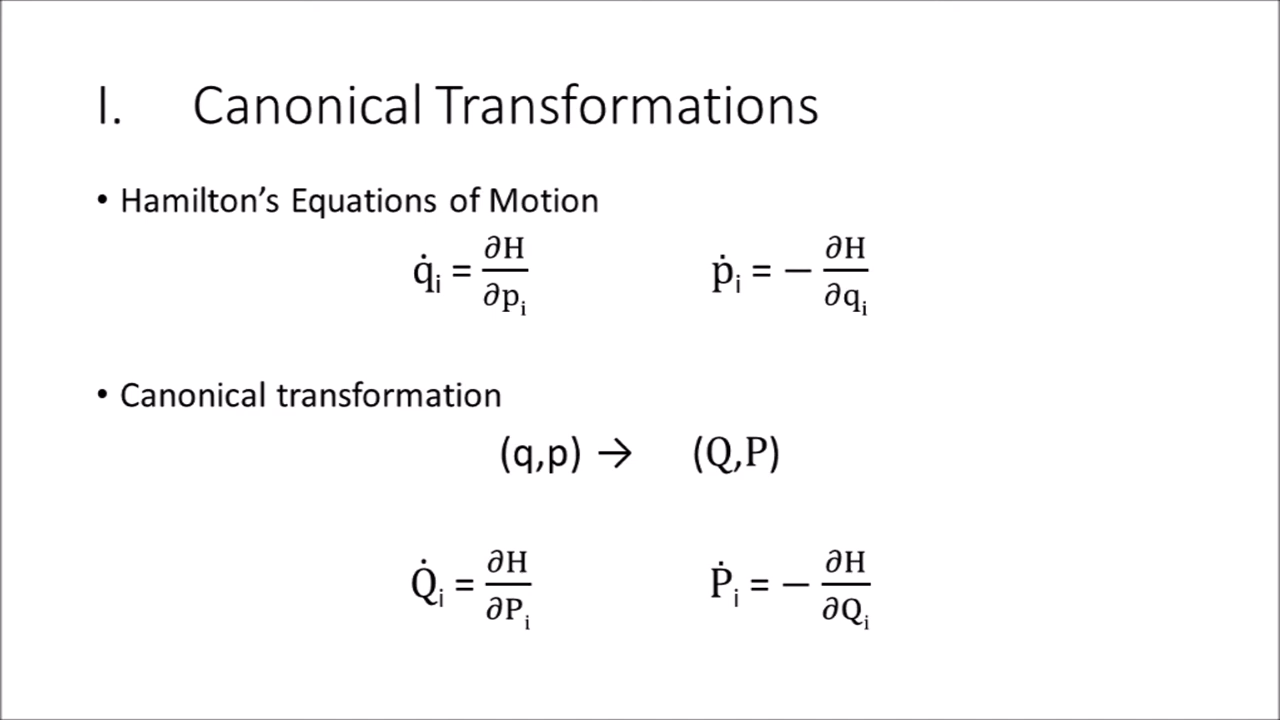 I. Canonical Transformations
• Hamilton’s Equations of Motion
q̇ᵢ = ∂H/∂pᵢ ṗᵢ = − ∂H/∂qᵢ
• Canonical transformation
(q,p) → (Q,P)
Q̇ᵢ = ∂H/∂Pᵢ Ṗᵢ = − ∂H/∂Qᵢ